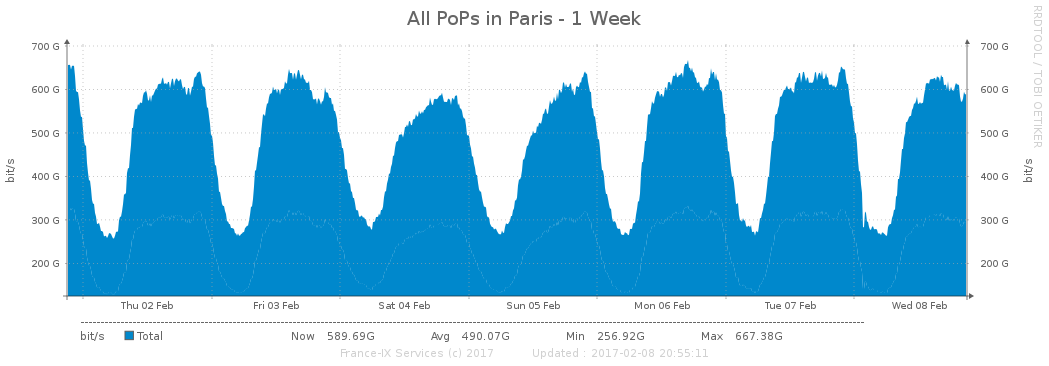 All PoPs in Paris - 1 Week
RRDTOOL / TOBI OETIKER
700 G 700 G
600 G 600 G
500 G 500 G
400 G 400 G
300 G 300 G
200 G 200 G
bit/s bit/s
Thu 02 Feb Fri 03 Feb Sat 04 Feb Sun 05 Feb Mon 06 Feb Tue 07 Feb Wed 08 Feb
bit/s Total Now 589.69G Avg 490.07G Min 256.92G Max 667.38G
France-IX Services (c) 2017 Updated : 2017-02-08 20:55:11